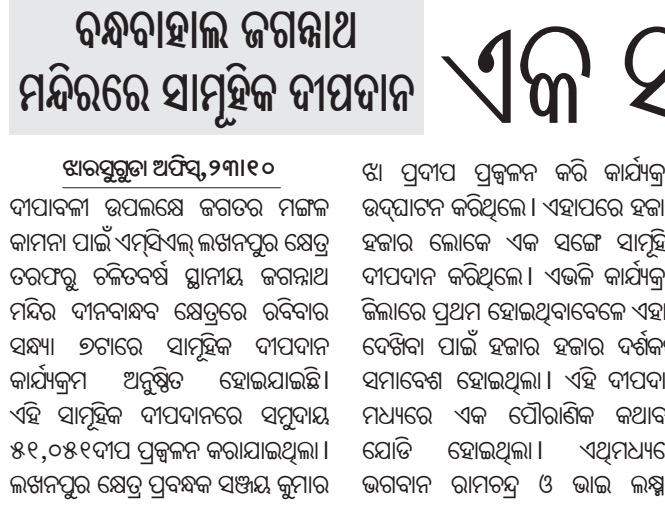 ବନ୍ଧବାହାଲ ଜଗନ୍ନାଥ
ମନ୍ଦିରରେ ସାମୂହିକ ଦୀପଦାନ
ଏକ
ଝାରସୁଗୁଡା ଅଫିସ୍,୨୩।୧୦
ଦୀପାବଳୀ ଉପଲକ୍ଷେ ଜଗତର ମଙ୍ଗଳ
କାମନା ପାଇଁ ଏମ୍‌ସିଏଲ୍ ଲଖନପୁର କ୍ଷେତ୍ର
ତରଫରୁ ଚଳିତବର୍ଷ ସ୍ଥାନୀୟ ଜଗନ୍ନାଥ
ମନ୍ଦିର ଦୀନବାନ୍ଧବ କ୍ଷେତ୍ରରେ ରବିବାର
ସନ୍ଧ୍ୟା ୭ଟାରେ ସାମୂହିକ ଦୀପଦାନ
କାର୍ଯ୍ୟକ୍ରମ ଅନୁଷ୍ଠିତ ହୋଇଯାଇଛି।
ଏହି ସାମୂହିକ ଦୀପଦାନରେ ସମୁଦାୟ
୫୧,୦୫୧ଦୀପ ପ୍ରଜ୍ଜ୍ୱଳନ କରାଯାଇଥିଲା।
ଲଖନପୁର କ୍ଷେତ୍ର ପ୍ରବନ୍ଧକ ସଞ୍ଜୟ କୁମାର
ଝା ପ୍ରଦୀପ ପ୍ରଜ୍ଜ୍ୱଳନ କରି
ଉଦ୍‌ଘାଟନ କରିଥିଲେ। ଏହାପରେ
ହଜାର ଲୋକେ ଏକ ସଙ୍ଗେ
ଦୀପଦାନ କରିଥିଲେ। ଏଭଳି
ଜିଲାରେ ପ୍ରଥମ ହୋଇଥିବାବେଳେ ଏହା
ଦେଖିବା ପାଇଁ ହଜାର ହଜାର
ସମାବେଶ ହୋଇଥିଲା। ଏହି
ମଧ୍ୟରେ ଏକ ପୌରାଣିକ
ଯୋଡି ହୋଇଥିଲା।
ଭଗବାନ ରାମଚନ୍ଦ୍ର ଓ ଭାଇ